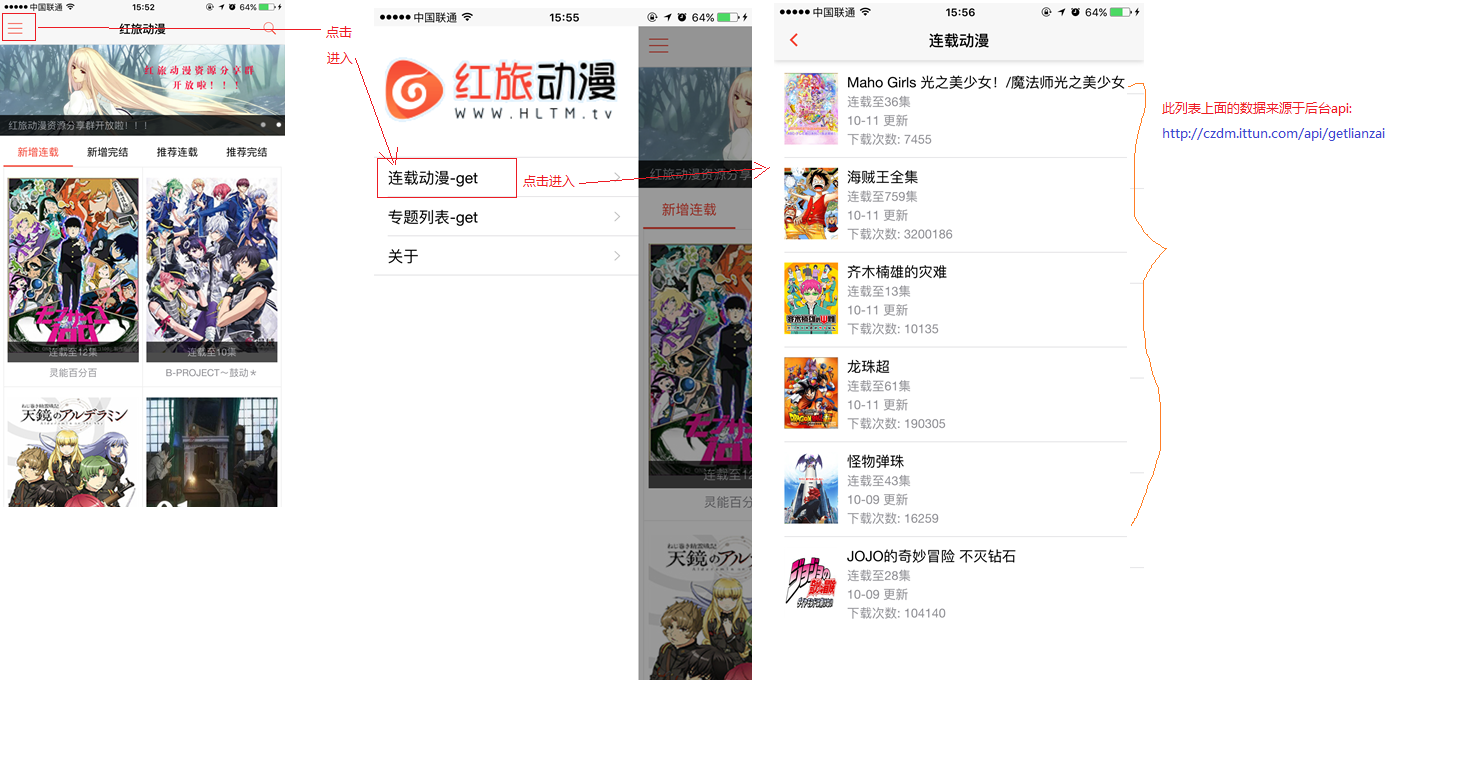 中国联通
15:52
64%
红旅动漫
红旅动漫资源分享群
开放啦！！！
红旅动漫资源分享群开放啦！！！
新增连载
新增完结
推荐连载
推荐完结
连载至12集
灵能百分百
连载至10集
B-PROJECT～鼓动＊
天鏡のアルデラミン
点击
进入
中国联通
15:55
64%
红旅动漫
WWW.HLTM.tv
连载动漫-get
专题列表-get
关于
点击进入
红旅动漫资源分享
新增连载
连载至12
灵能百分
天鏡のアルデ
中国联通
15:56
64%
连载动漫
Maho Girls 光之美少女！/魔法师光之美少女
连载至36集
10-11 更新
下载次数: 7455
海贼王全集
连载至759集
10-11 更新
下载次数: 3200186
齐木楠雄的灾难
连载至13集
10-11 更新
下载次数: 10135
龙珠超
连载至61集
10-11 更新
下载次数: 190305
怪物弹珠
连载至43集
10-09 更新
下载次数: 16259
JOJO的奇妙冒险 不灭钻石
连载至28集
10-09 更新
下载次数: 104140
此列表上面的数据来源于后台api:
http://czdm.ittun.com/api/getlianzai